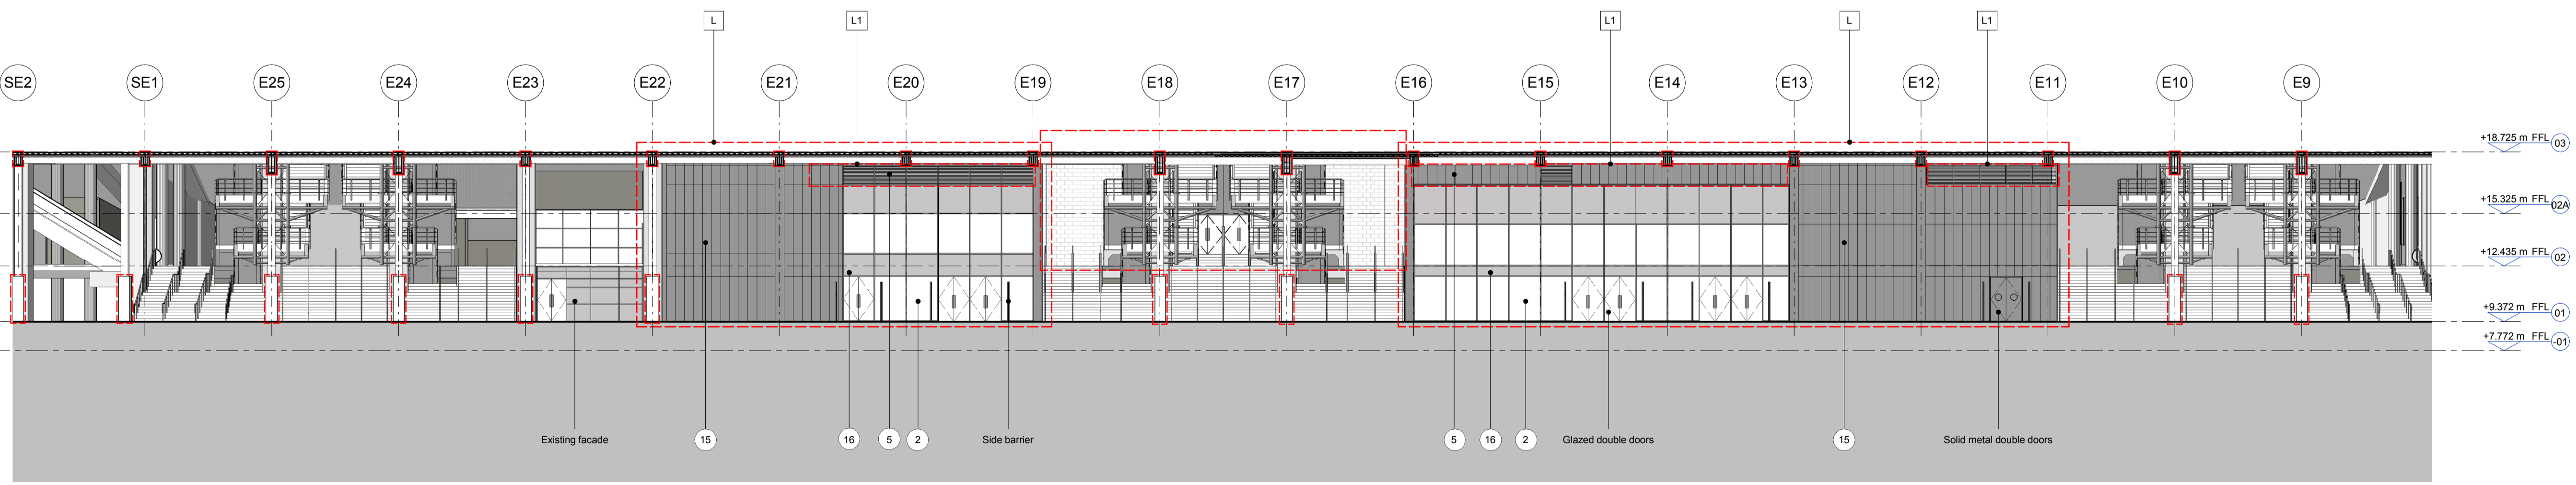 L
L1
L1
L
L1
SE2
SE1
E25
E24
E23
E22
E21
E20
E19
E18
E17
E16
E15
E14
E13
E12
E11
E10
E9
+18.725 m FFL 03
+15.325 m FFL 02A
+12.435 m FFL 02
+9.372 m FFL 01
+7.772 m FFL -01
Existing facade
15
16
5
2
Side barrier
5
16
2
Glazed double doors
15
Solid metal double doors